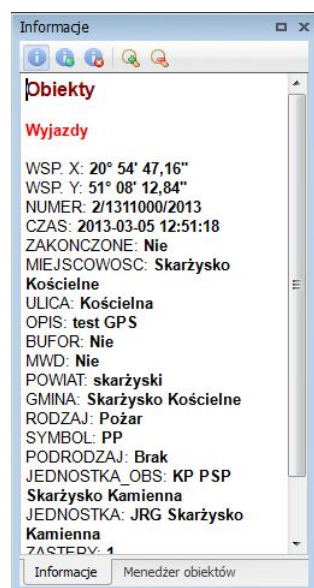 Informacje
Obiekty
Wyjazdy
WSP. X: 20° 54' 47,16"
WSP. Y: 51° 08' 12,84"
NUMER: 2/1311000/2013
CZAS: 2013-03-05 12:51:18
ZAKONCZONE: Nie
MIEJSCOWOSC: Skarżysko
Kościelne
ULICA: Kościelna
OPIS: test GPS
BUFOR: Nie
MWD: Nie
POWIAT: skarżyski
GMINA: Skarżysko Kościelne
RODZAJ: Pożar
SYMBOL: PP
PODRODZAJ: Brak
JEDNOSTKA_OBS: KP PSP
Skarżysko Kamienna
JEDNOSTKA: JRG Skarżysko
Kamienna
ZASTERY: 1
Informacje Menedżer obiektów